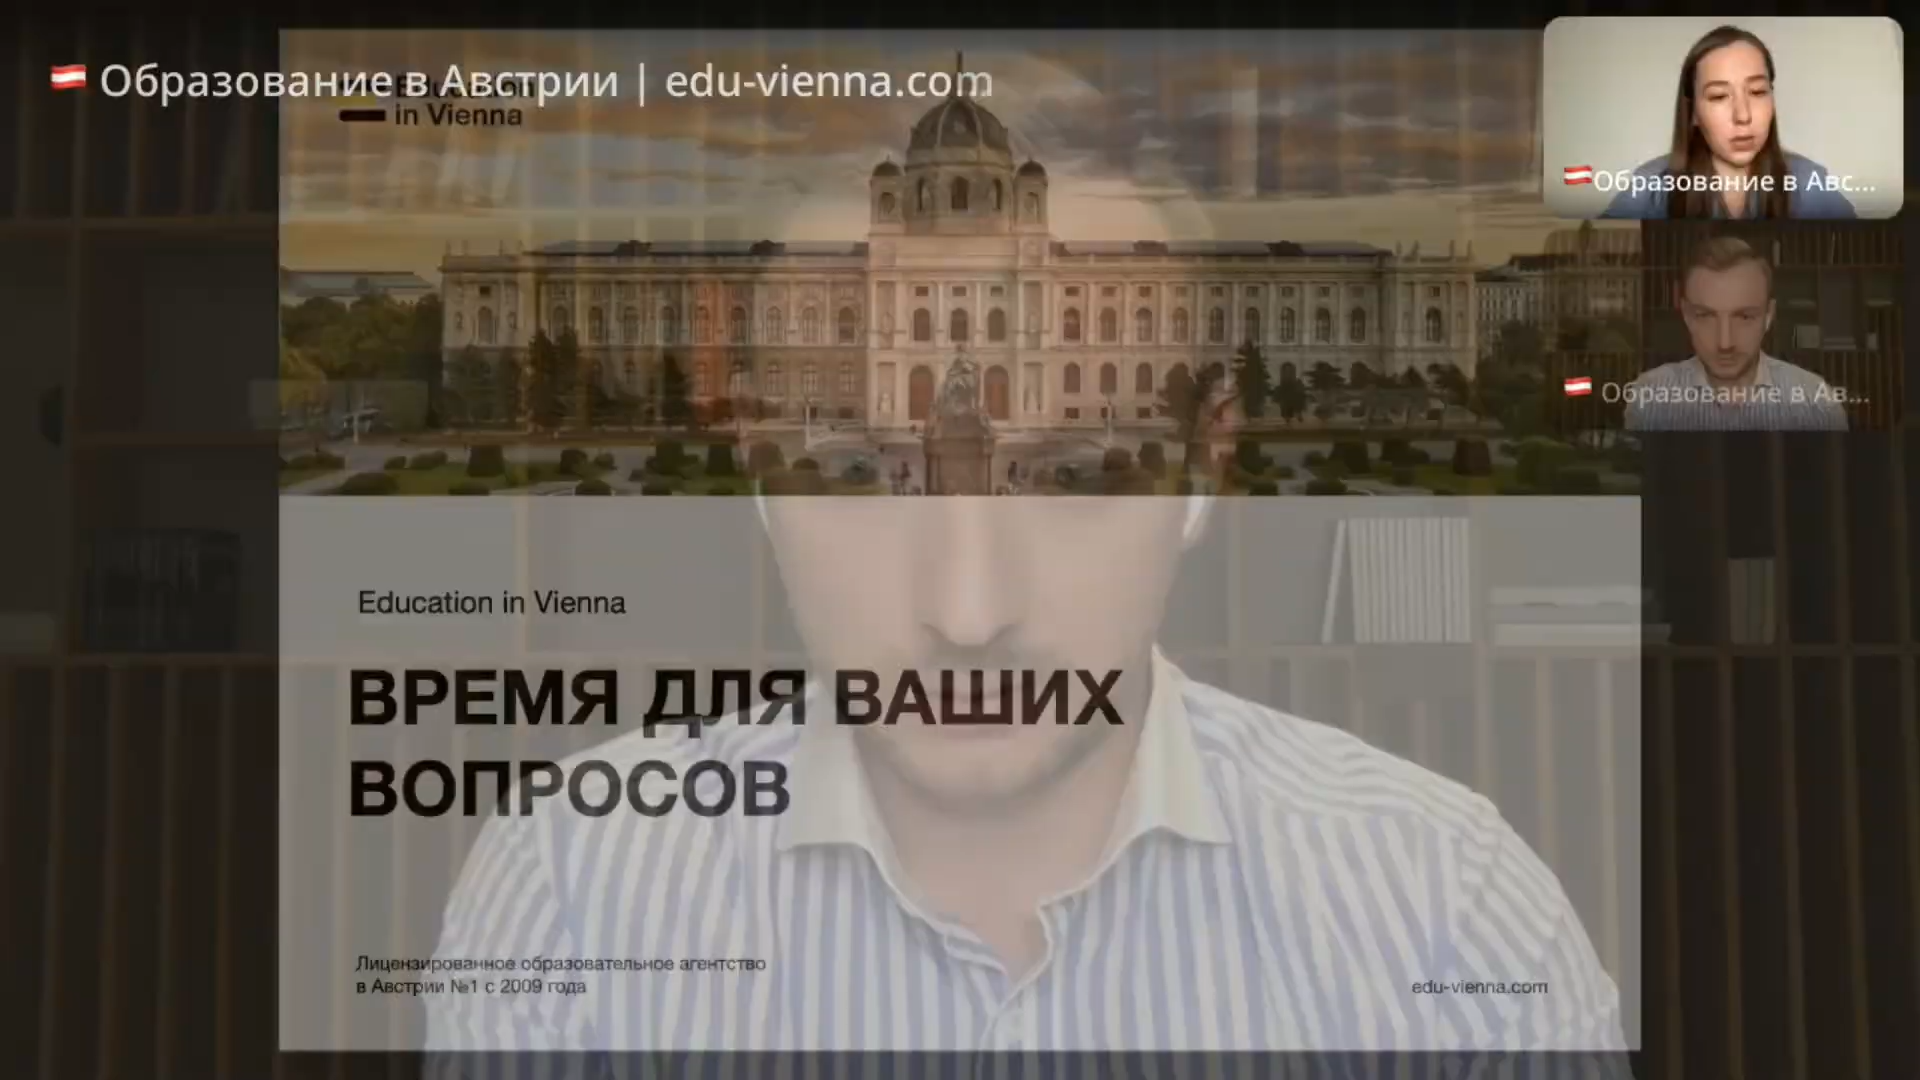 Образование в Австрии | edu-vienna.com
Education
in Vienna
Образование в Авс...
Образование в Ав...
Education in Vienna
ВРЕМЯ ДЛЯ ВАШИХ
ВОПРОСОВ
Лицензированное образовательное агентство
в Австрии №1 с 2009 года
edu-vienna.com